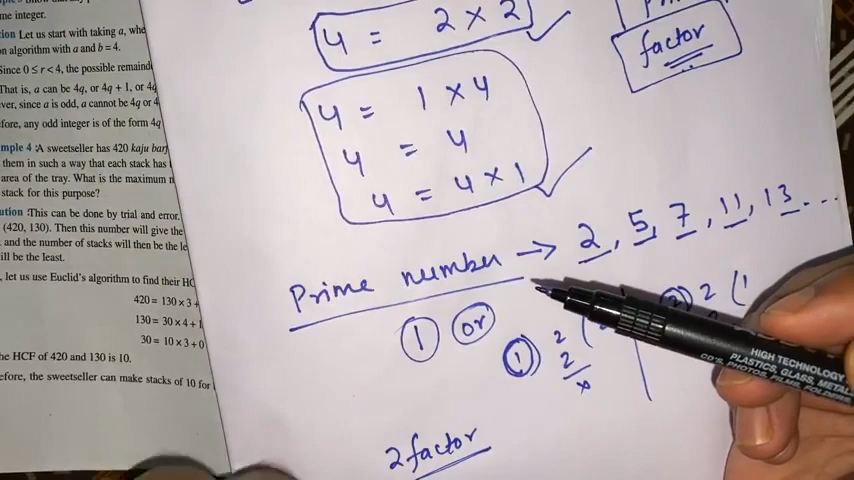 me integer.
ion Let us start with taking a, whe
n algorithm with a and b = 4.
Since 0 ≤ r < 4, the possible remaind
That is, a can be 4q, or 4q + 1, or 4q
ver, since a is odd, a cannot be 4q or 4
fore, any odd integer is of the form 4q
mple 4 : A sweetseller has 420 kaju bar
them in such a way that each stack has
area of the tray. What is the maximum n
stack for this purpose?
ution : This can be done by trial and error.
(420, 130). Then this number will give the
and the number of stacks will then be the le
ill be the least.
, let us use Euclid's algorithm to find their HC
420 = 130 × 3 +
130 = 30 × 4 + 1
30 = 10 × 3 + 0
he HCF of 420 and 130 is 10.
efore, the sweetseller can make stacks of 10 for
4 = 2 × 2
factor
4 = 1 × 4
4 = 4
4 = 4 × 1
Prime number → 2, 5, 7, 11, 13 ...
1 or
1 2 (
2
x
2 2 (1
2 factor
HIGH TECHNOLOGY
PLASTICS, GLASS, METAL
CD'S, PHOTOS, FILMS, FOLDERS